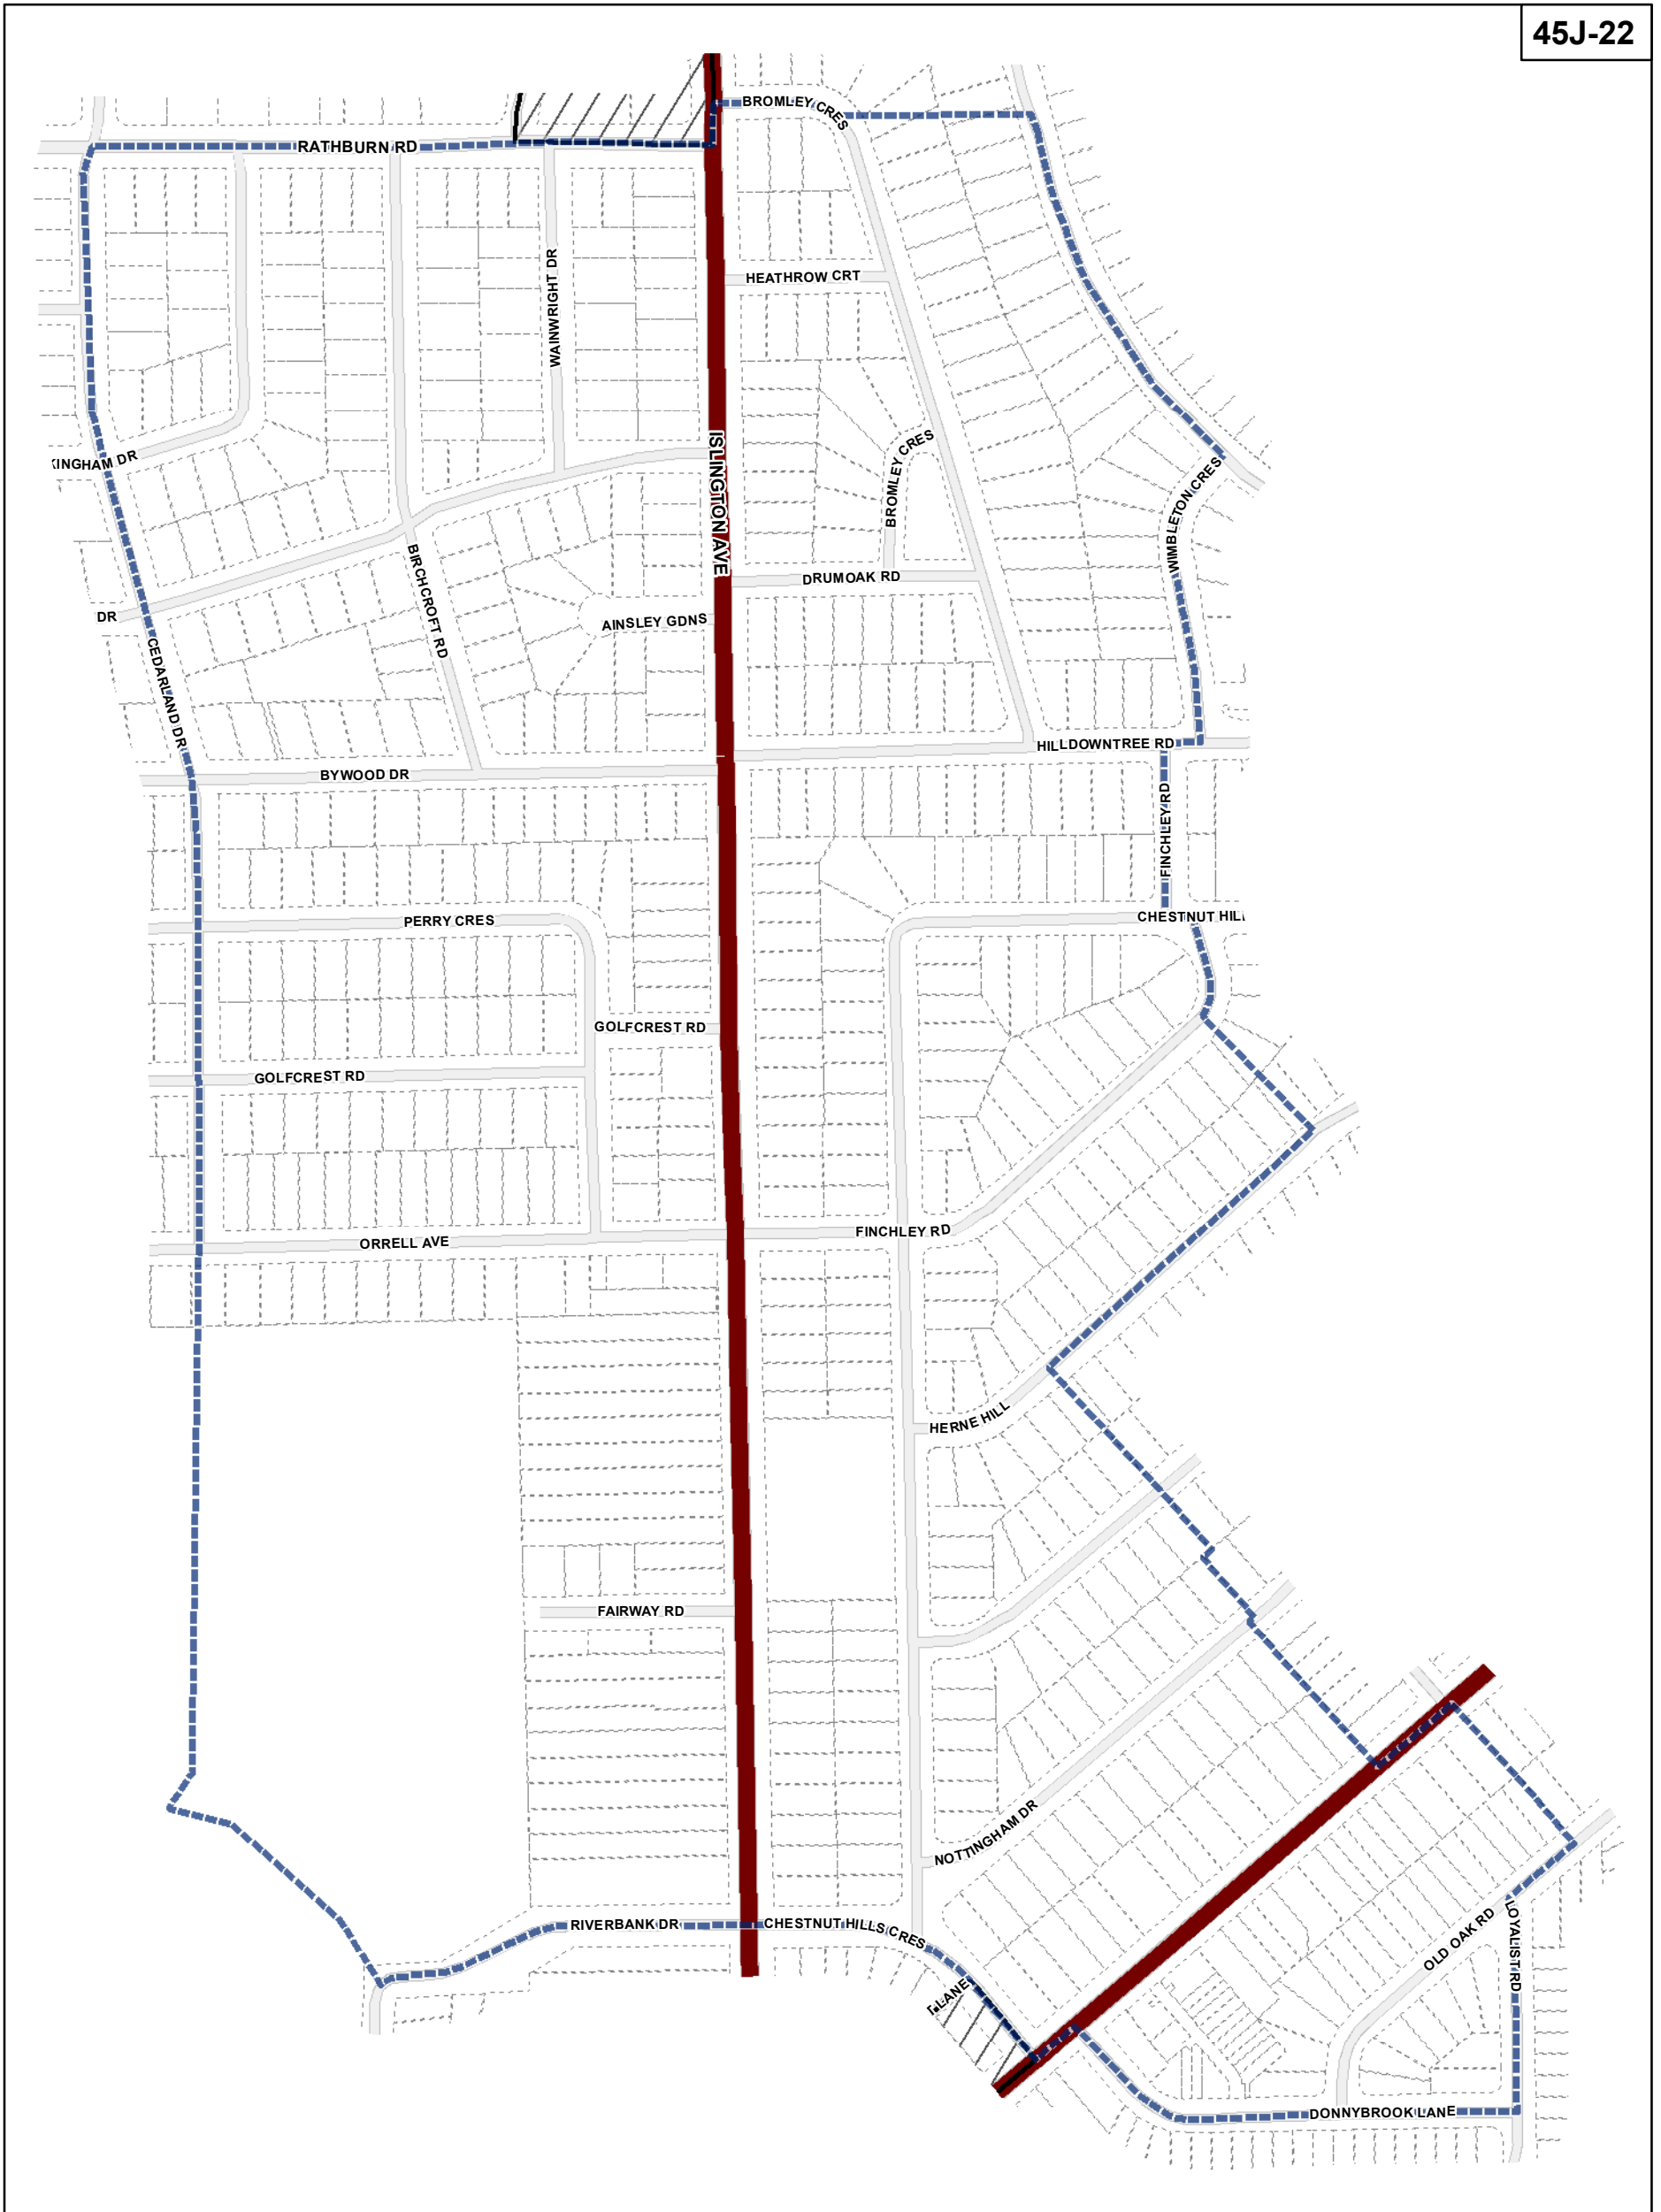 45J-22
BROMLEY CRES
RATHBURN RD
HEATHROW CRT
WAINWRIGHT DR
ISLINGTON AVE
BROMLEY CRES
KINGHAM DR
WIMBLETON CRES
DRUMOAK RD
BIRCHCROFT RD
DR
AINSLEY GDNS
CEDARLAND DR
HILLDOWNTREE RD
BYWOOD DR
FINCHLEY RD
CHESTNUT HIL
PERRY CRES
GOLFCREST RD
GOLFCREST RD
FINCHLEY RD
ORRELL AVE
HERNE HILL
FAIRWAY RD
NOTTINGHAM DR
RIVERBANK DR
CHESTNUT HILLS CRES
OLD OAK RD
LOYALIST RD
LANE
DONNYBROOK LANE